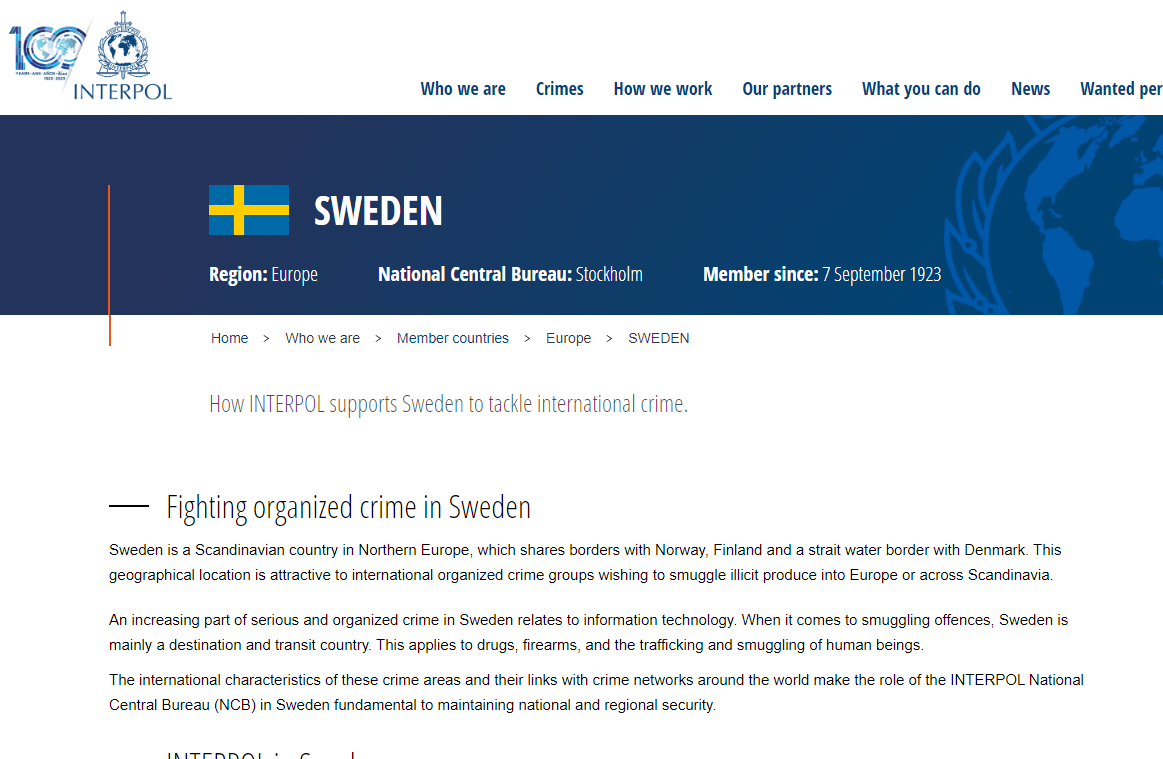 100
YEARS-ANS-AÑOS-سنة
1923-2023
INTERPOL
Who we are Crimes How we work Our partners What you can do News Wanted per
SWEDEN
Region: Europe National Central Bureau: Stockholm Member since: 7 September 1923
Home > Who we are > Member countries > Europe > SWEDEN
How INTERPOL supports Sweden to tackle international crime.
Fighting organized crime in Sweden
Sweden is a Scandinavian country in Northern Europe, which shares borders with Norway, Finland and a strait water border with Denmark. This
geographical location is attractive to international organized crime groups wishing to smuggle illicit produce into Europe or across Scandinavia.
An increasing part of serious and organized crime in Sweden relates to information technology. When it comes to smuggling offences, Sweden is
mainly a destination and transit country. This applies to drugs, firearms, and the trafficking and smuggling of human beings.
The international characteristics of these crime areas and their links with crime networks around the world make the role of the INTERPOL National
Central Bureau (NCB) in Sweden fundamental to maintaining national and regional security.
INTERPOL in